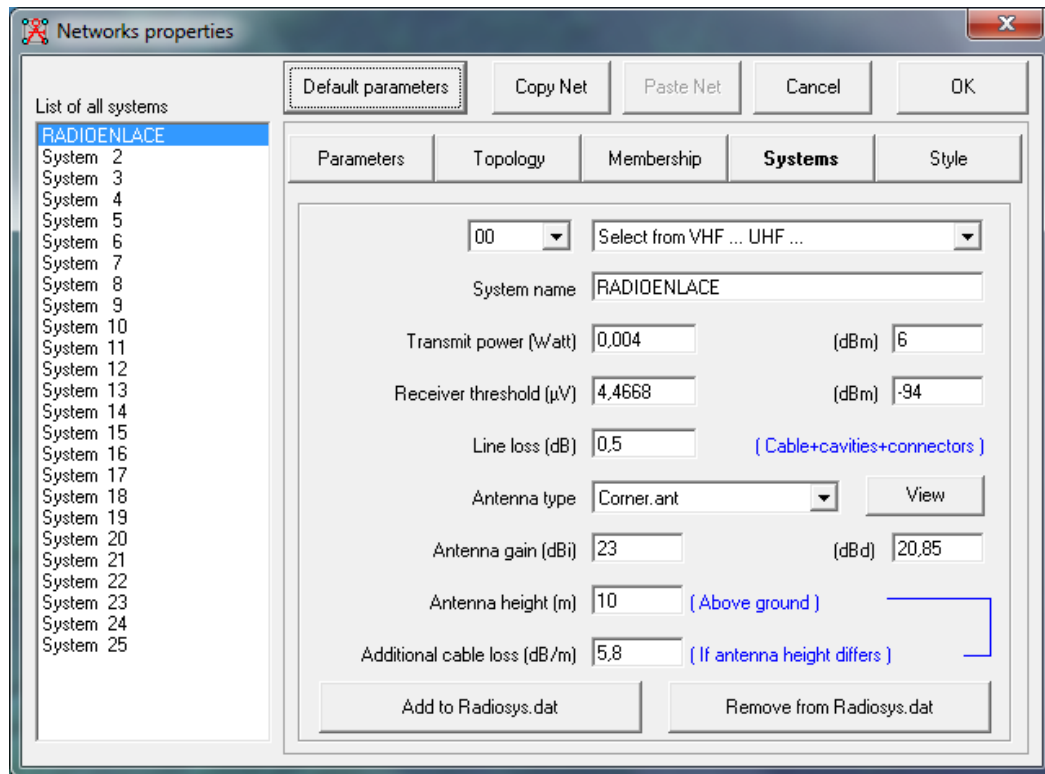 Networks properties
Default parameters Copy Net Paste Net Cancel OK
List of all systems
RADIOENLACE
System 2
System 3
System 4
System 5
System 6
System 7
System 8
System 9
System 10
System 11
System 12
System 13
System 14
System 15
System 16
System 17
System 18
System 19
System 20
System 21
System 22
System 23
System 24
System 25
Parameters Topology Membership Systems Style
00 Select from VHF ... UHF ...
System name RADIOENLACE
Transmit power (Watt) 0,004 (dBm) 6
Receiver threshold (µV) 4,4668 (dBm) -94
Line loss (dB) 0,5 ( Cable+cavities+connectors )
Antenna type Corner.ant View
Antenna gain (dBi) 23 (dBd) 20,85
Antenna height (m) 10 ( Above ground )
Additional cable loss (dB/m) 5,8 ( If antenna height differs )
Add to Radiosys.dat Remove from Radiosys.dat